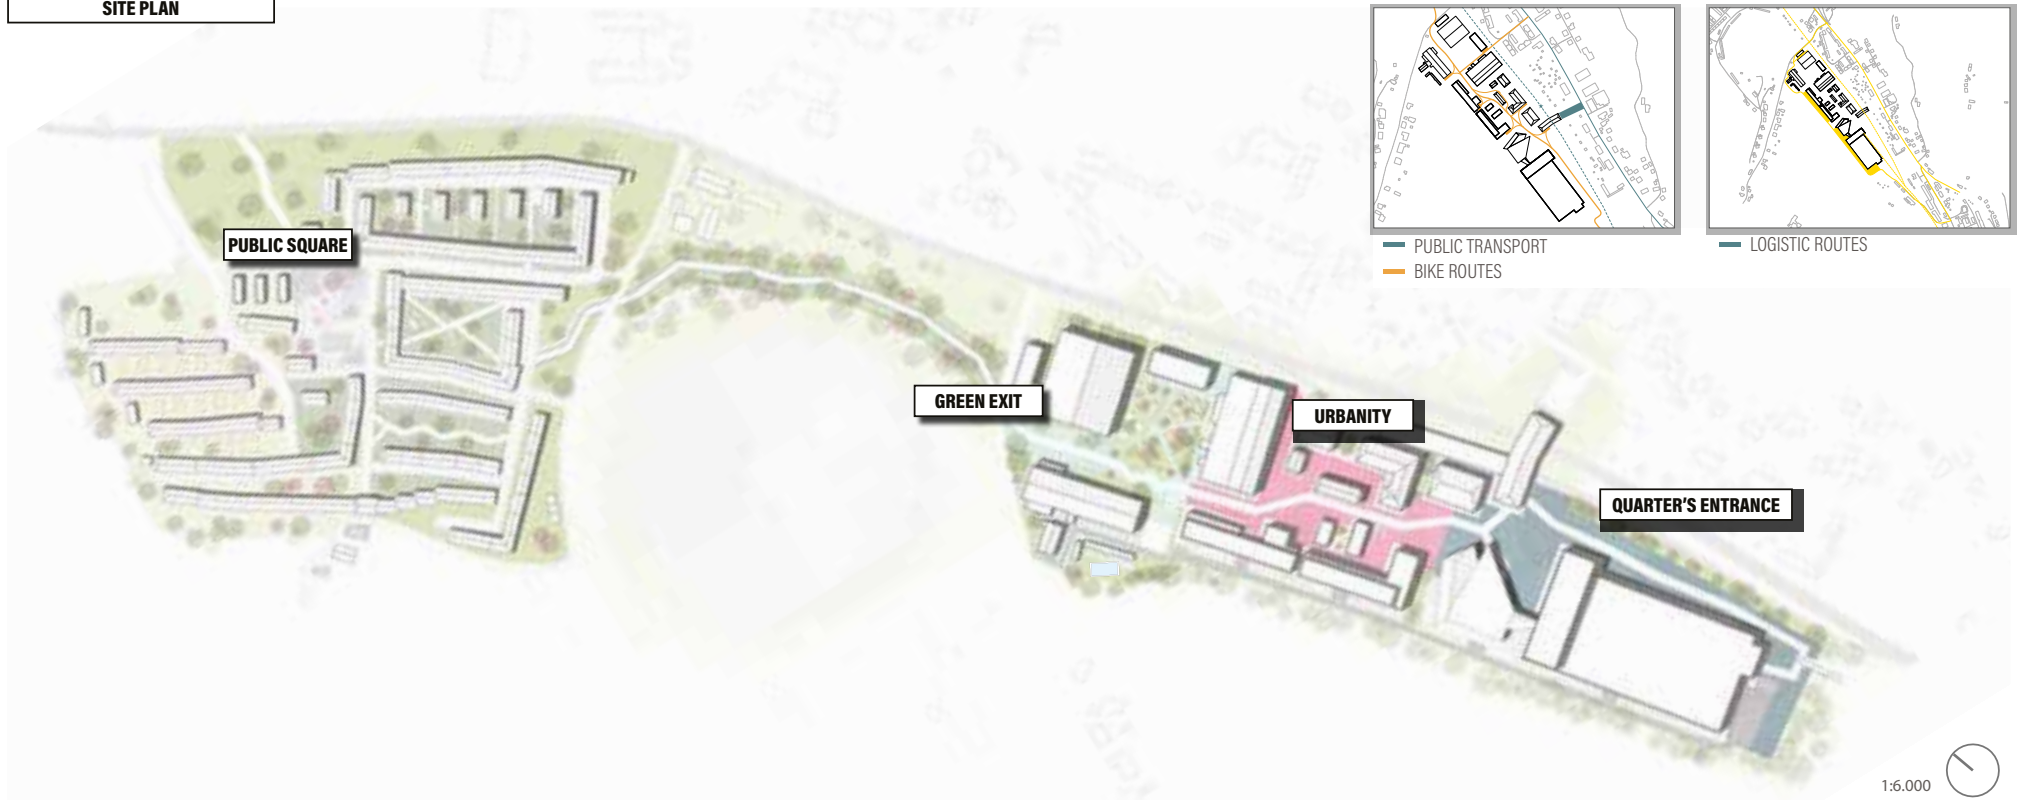 SITE PLAN
PUBLIC SQUARE
GREEN EXIT
URBANITY
QUARTER'S ENTRANCE
PUBLIC TRANSPORT
BIKE ROUTES
LOGISTIC ROUTES
1:6.000